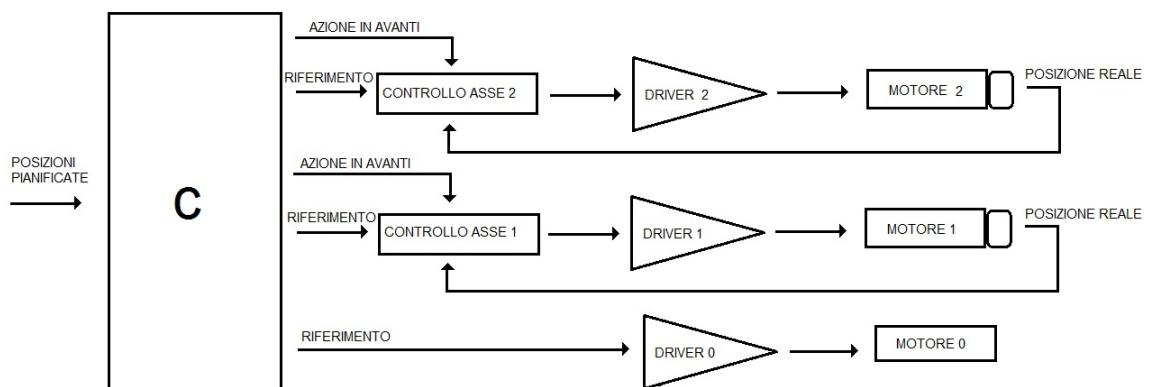 AZIONE IN AVANTI
RIFERIMENTO
CONTROLLO ASSE 2
DRIVER 2
MOTORE 2
POSIZIONE REALE
POSIZIONI
PIANIFICATE
C
AZIONE IN AVANTI
RIFERIMENTO
CONTROLLO ASSE 1
DRIVER 1
MOTORE 1
POSIZIONE REALE
RIFERIMENTO
DRIVER 0
MOTORE 0